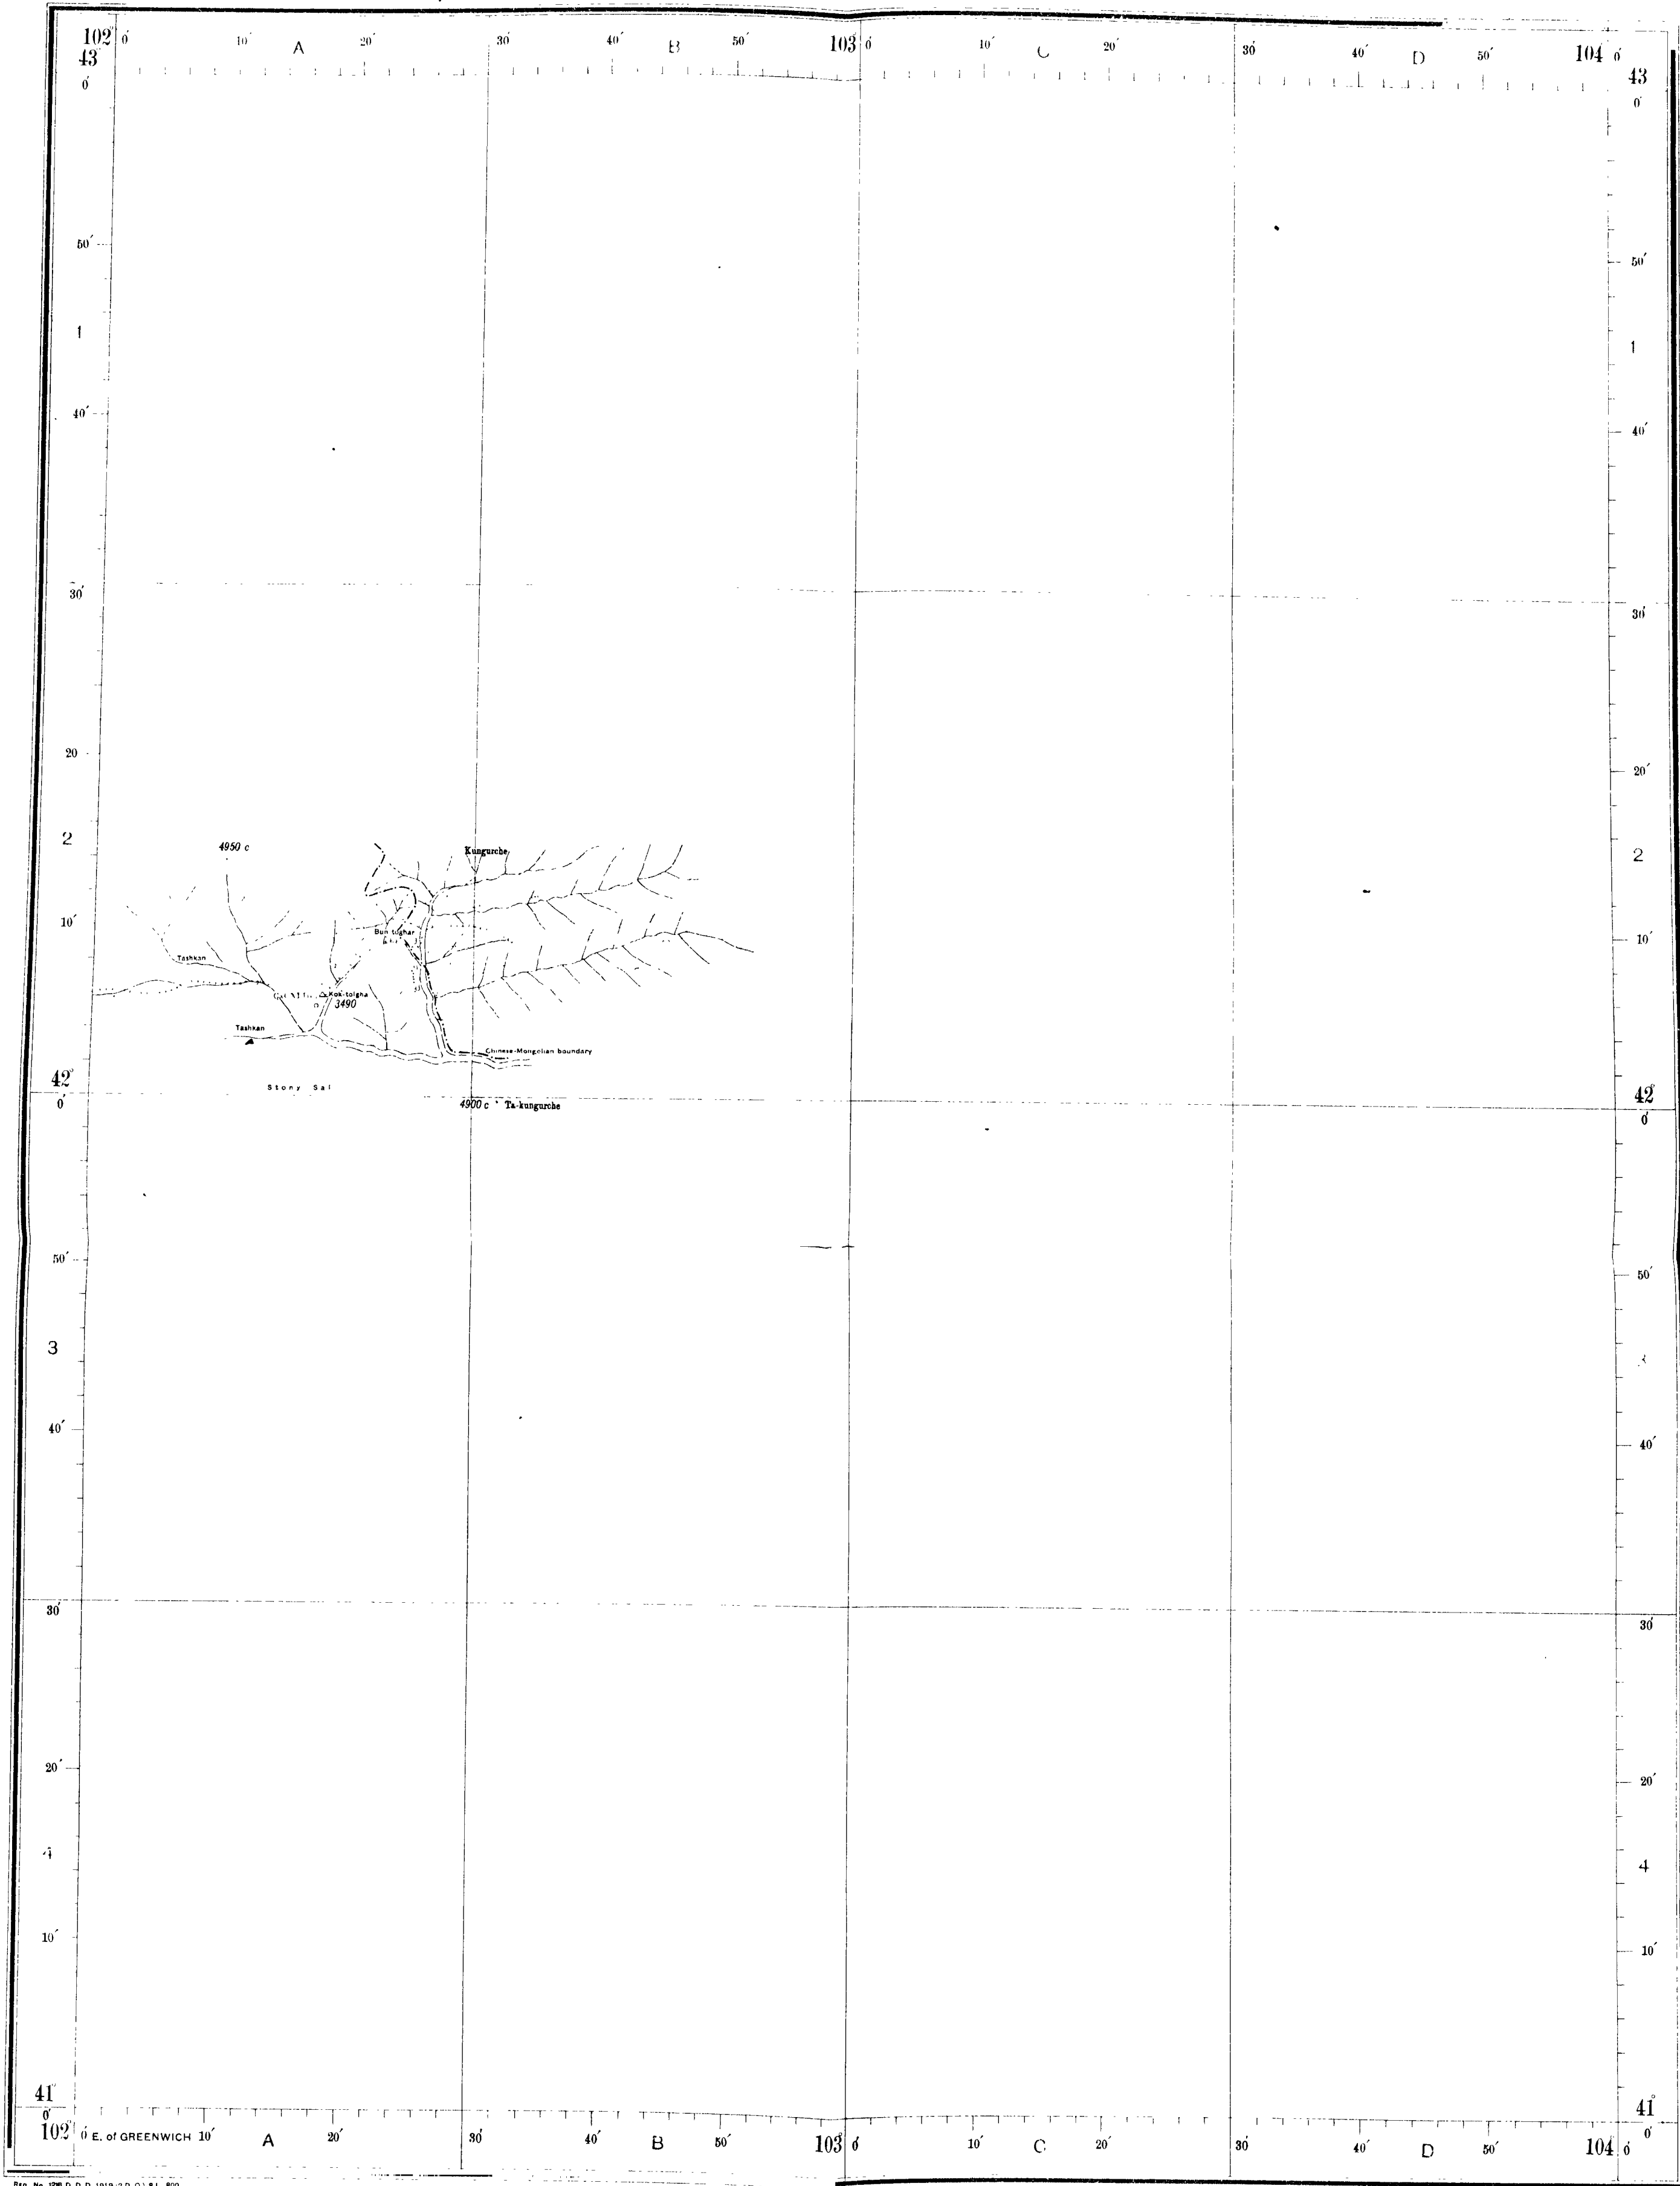 102° 0′ 10′ A 20′ 30′ 40′ B 50′ 103° 0′ 10′ C 20′ 30′ 40′ D 50′ 104° 0′
43° 43°
0′ 0′
50′ 50′
1 1
40′ 40′
30′ 30′
20′ 20′
2 2
4950 c
Kungurche
10′ 10′
Bun-toghar
Tashkan
Kok-tolgha
3490
Tashkan
Chinese-Mongolian boundary
Stony Sai
42° 42°
0′ 0′
4900 c Ta-kungurche
50′ 50′
3 3
40′ 40′
30′ 30′
20′ 20′
4 4
10′ 10′
41° 41°
0′ 0′
102° 0′ E. of GREENWICH 10′ A 20′ 30′ 40′ B 50′ 103° 0′ 10′ C 20′ 30′ 40′ D 50′ 104° 0′